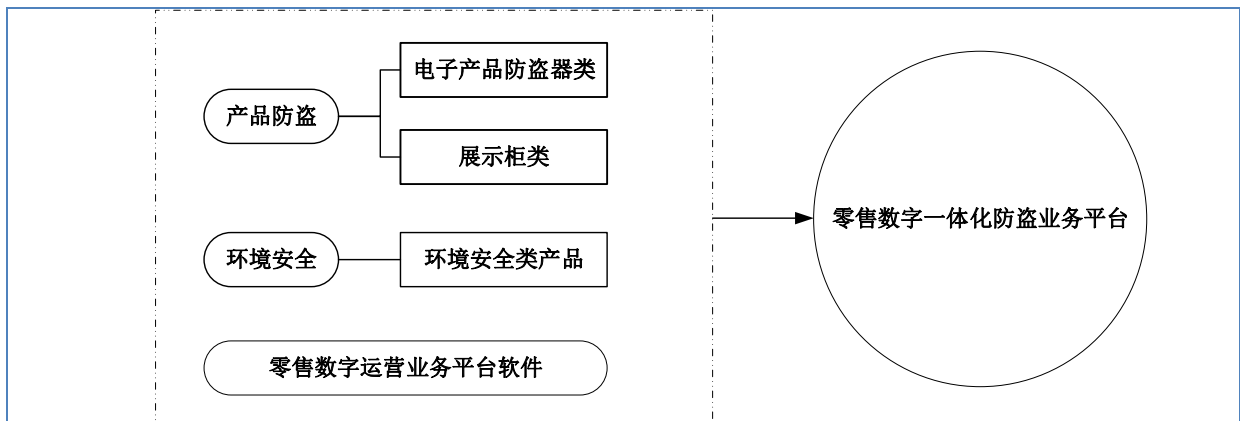 电子产品防盗器类
产品防盗
展示柜类
零售数字一体化防盗业务平台
环境安全
环境安全类产品
零售数字运营业务平台软件